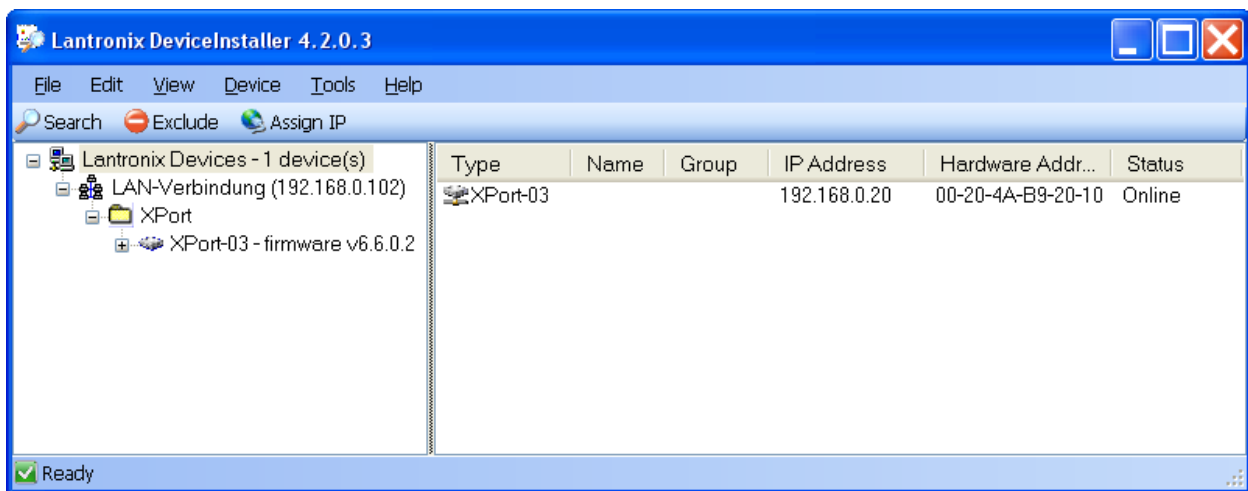 Lantronix DeviceInstaller 4.2.0.3
File Edit View Device Tools Help
Search Exclude Assign IP
Lantronix Devices - 1 device(s)
LAN-Verbindung (192.168.0.102)
XPort
XPort-03 - firmware v6.6.0.2
Type Name Group IP Address Hardware Addr... Status
XPort-03 192.168.0.20 00-20-4A-B9-20-10 Online
Ready